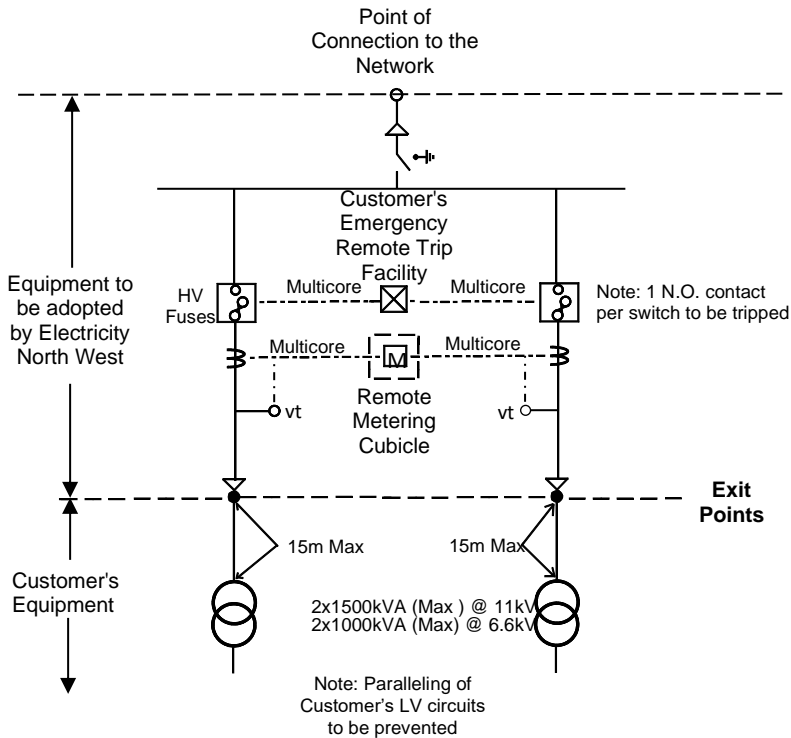 Point of
Connection to the
Network
Customer's
Emergency
Remote Trip
Facility
Equipment to
be adopted
by Electricity
North West
HV
Fuses
Multicore
Multicore
Note: 1 N.O. contact
per switch to be tripped
Multicore
M
Multicore
Remote
Metering
Cubicle
vt
vt
Exit
Points
15m Max
15m Max
Customer's
Equipment
2x1500kVA (Max ) @ 11kV
2x1000kVA (Max) @ 6.6kV
Note: Paralleling of
Customer's LV circuits
to be prevented